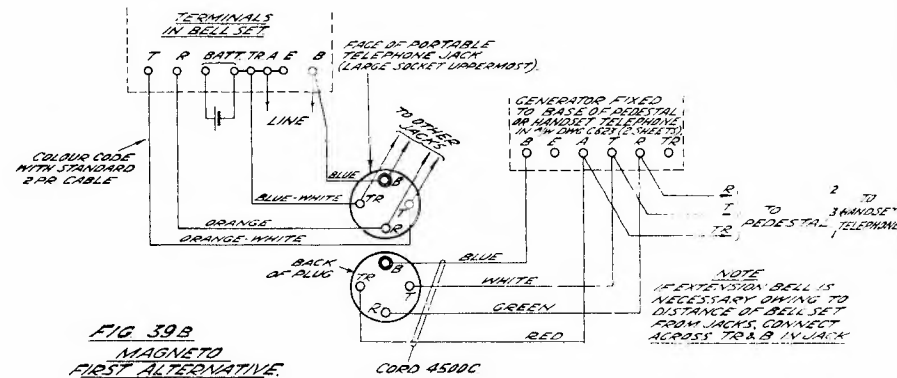 TERMINALS
IN BELL SET.
T R BATT. TR A E B
LINE
COLOUR CODE
WITH STANDARD
2 PR CABLE
FACE OF PORTABLE
TELEPHONE JACK
(LARGE SOCKET UPPERMOST).
TO OTHER
JACKS
BLUE
BLUE-WHITE
ORANGE
ORANGE-WHITE
B
TR
T
R
GENERATOR FIXED
TO BASE OF PEDESTAL
OR HANDSET TELEPHONE
IN A/W DWG C623 (2 SHEETS)
B E A T R TR
R
T
TR
TO
PEDESTAL
2
3
1
TO
HANDSET
TELEPHONE
BACK
OF PLUG
B
TR
T
R
BLUE
WHITE
GREEN
RED
CORD 4500C
NOTE
IF EXTENSION BELL IS
NECESSARY OWING TO
DISTANCE OF BELL SET
FROM JACKS, CONNECT
ACROSS TR & B IN JACK
FIG 39B
MAGNETO
FIRST ALTERNATIVE.